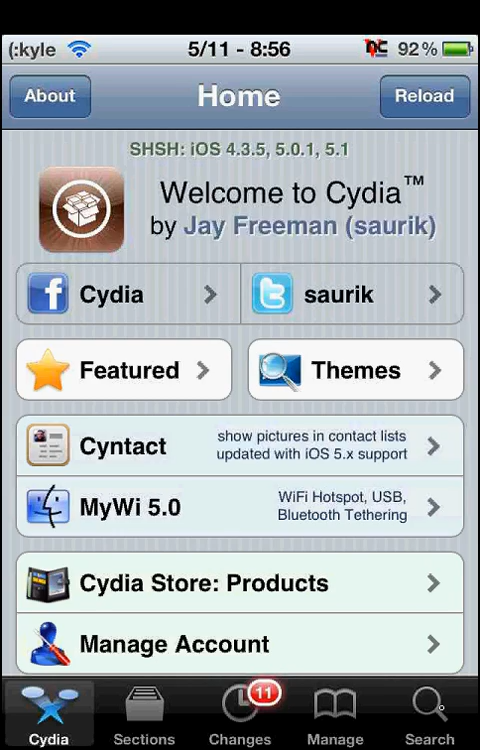 (:kyle 5/11 - 8:56 92%
About Home Reload
SHSH: iOS 4.3.5, 5.0.1, 5.1
Welcome to Cydia™
by Jay Freeman (saurik)
Cydia saurik
Featured Themes
Cyntact show pictures in contact lists
updated with iOS 5.x support
MyWi 5.0 WiFi Hotspot, USB,
Bluetooth Tethering
Cydia Store: Products
Manage Account
11
Cydia Sections Changes Manage Search